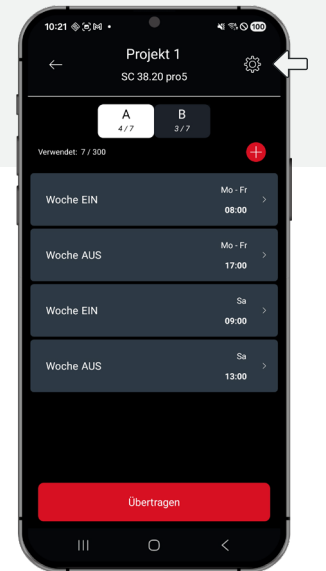 10:21
100
Projekt 1
SC 38.20 pro5
A
4 / 7
B
3 / 7
Verwendet: 7 / 300
Woche EIN
Mo - Fr
08:00
Woche AUS
Mo - Fr
17:00
Woche EIN
Sa
09:00
Woche AUS
Sa
13:00
Übertragen